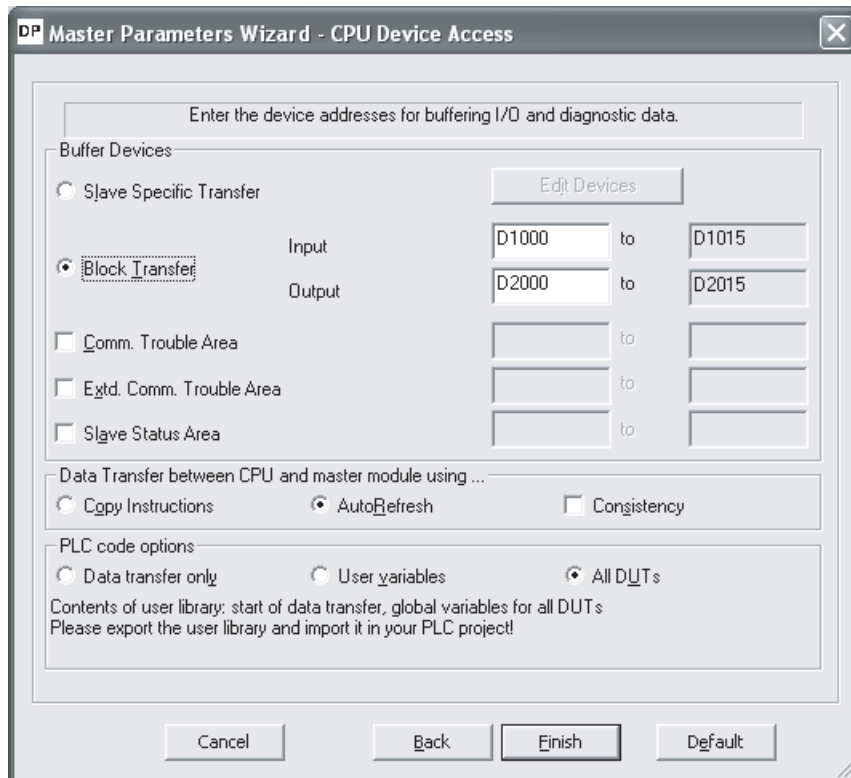 DP Master Parameters Wizard - CPU Device Access
Enter the device addresses for buffering I/O and diagnostic data.
Buffer Devices
Slave Specific Transfer
Edit Devices
Block Transfer
Input
D1000 to D1015
Output
D2000 to D2015
Comm. Trouble Area
to
Extd. Comm. Trouble Area
to
Slave Status Area
to
Data Transfer between CPU and master module using ...
Copy Instructions
AutoRefresh
Consistency
PLC code options
Data transfer only
User variables
All DUTs
Contents of user library: start of data transfer, global variables for all DUTs
Please export the user library and import it in your PLC project!
Cancel
Back
Finish
Default